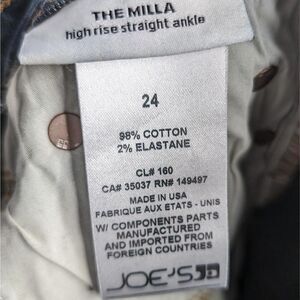 THE MILLA
high rise straight ankle
24
98% COTTON
2% ELASTANE
CL# 160
CA# 35037 RN# 149497
MADE IN USA
FABRIQUE AUX ETATS - UNIS
W/ COMPONENTS PARTS
MANUFACTURED
AND IMPORTED FROM
FOREIGN COUNTRIES
JOE'S